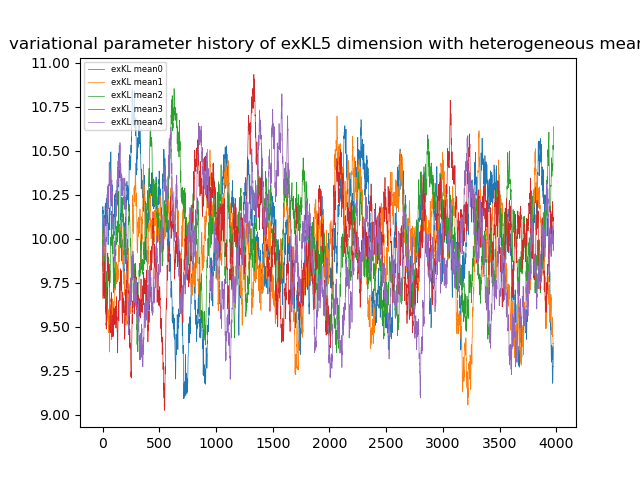 variational parameter history of exKL5 dimension with heterogeneous mean
11.00
10.75
10.50
10.25
10.00
9.75
9.50
9.25
9.00
exKL mean0
exKL mean1
exKL mean2
exKL mean3
exKL mean4
0 500 1000 1500 2000 2500 3000 3500 4000